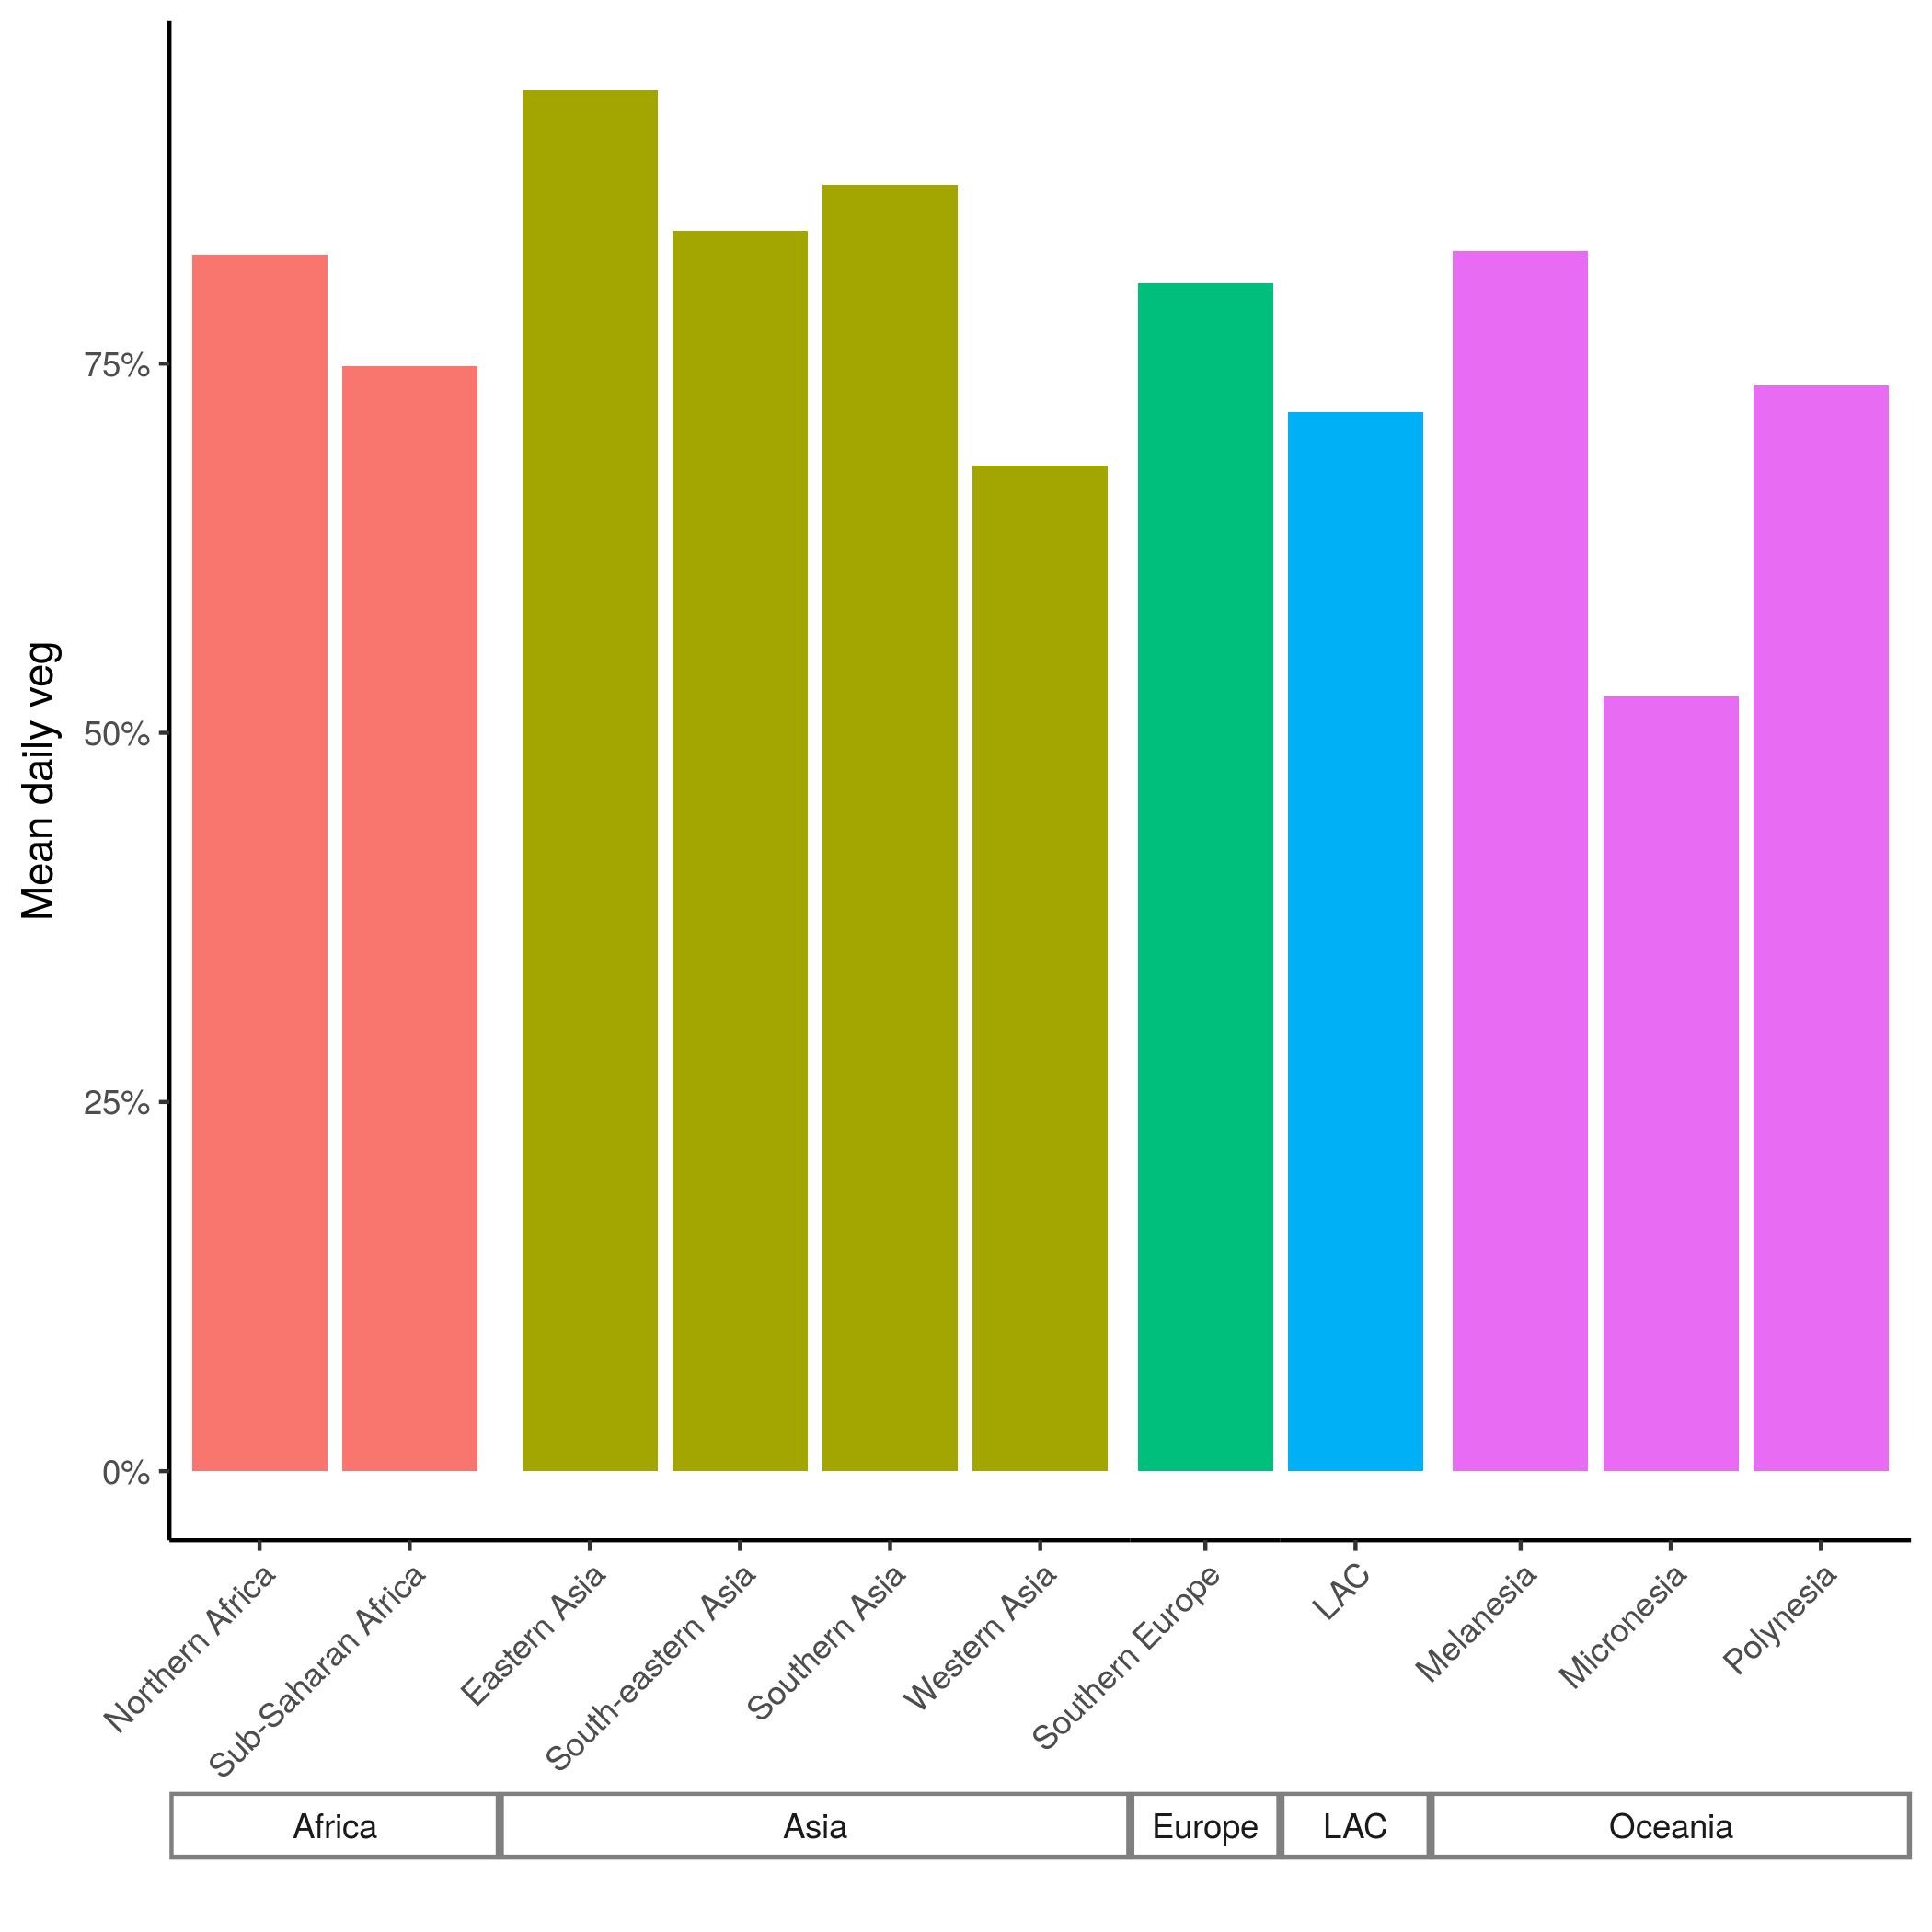 Mean daily veg
75%
50%
25%
0%
Northern Africa
Sub-Saharan Africa
Eastern Asia
South-eastern Asia
Southern Asia
Western Asia
Southern Europe
LAC
Melanesia
Micronesia
Polynesia
Africa
Asia
Europe
LAC
Oceania